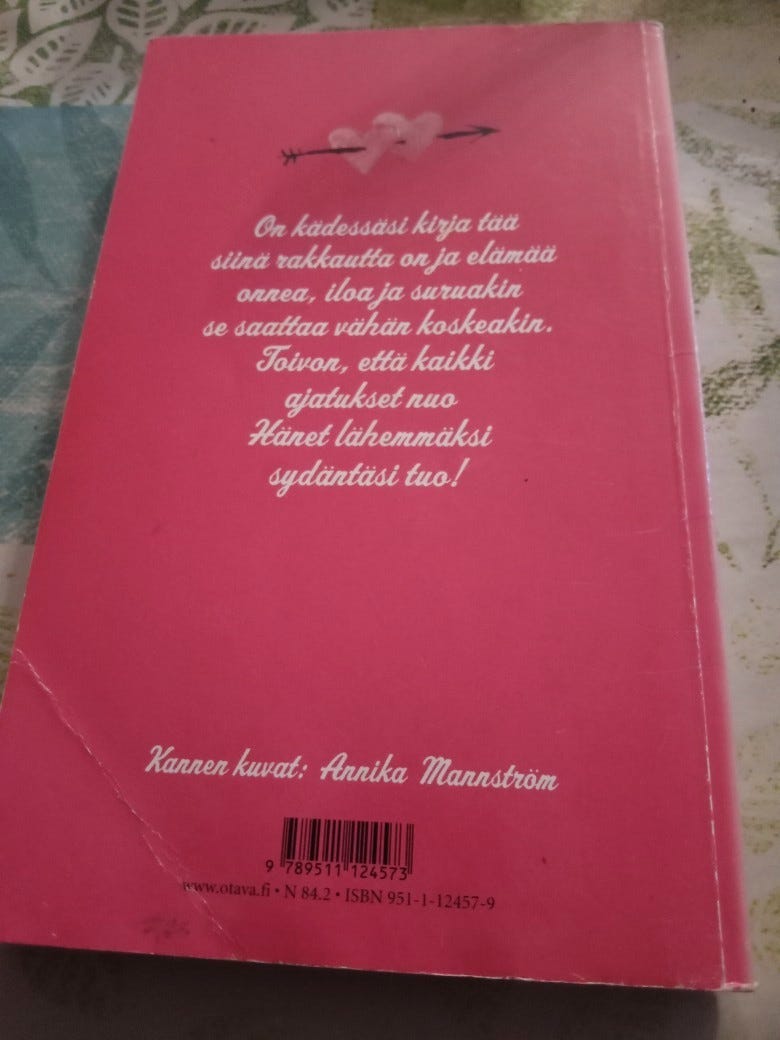 On kädessäsi kirja tää
siinä rakkautta on ja elämää
onnea, iloa ja suruakin
se saattaa vähän koskeakin.
Toivon, että kaikki
ajatukset nuo
Hänet lähemmäksi
sydäntäsi tuo!
Kannen kuvat: Annika Mannström
9 789511 124573
www.otava.fi • N 84.2 • ISBN 951-1-12457-9